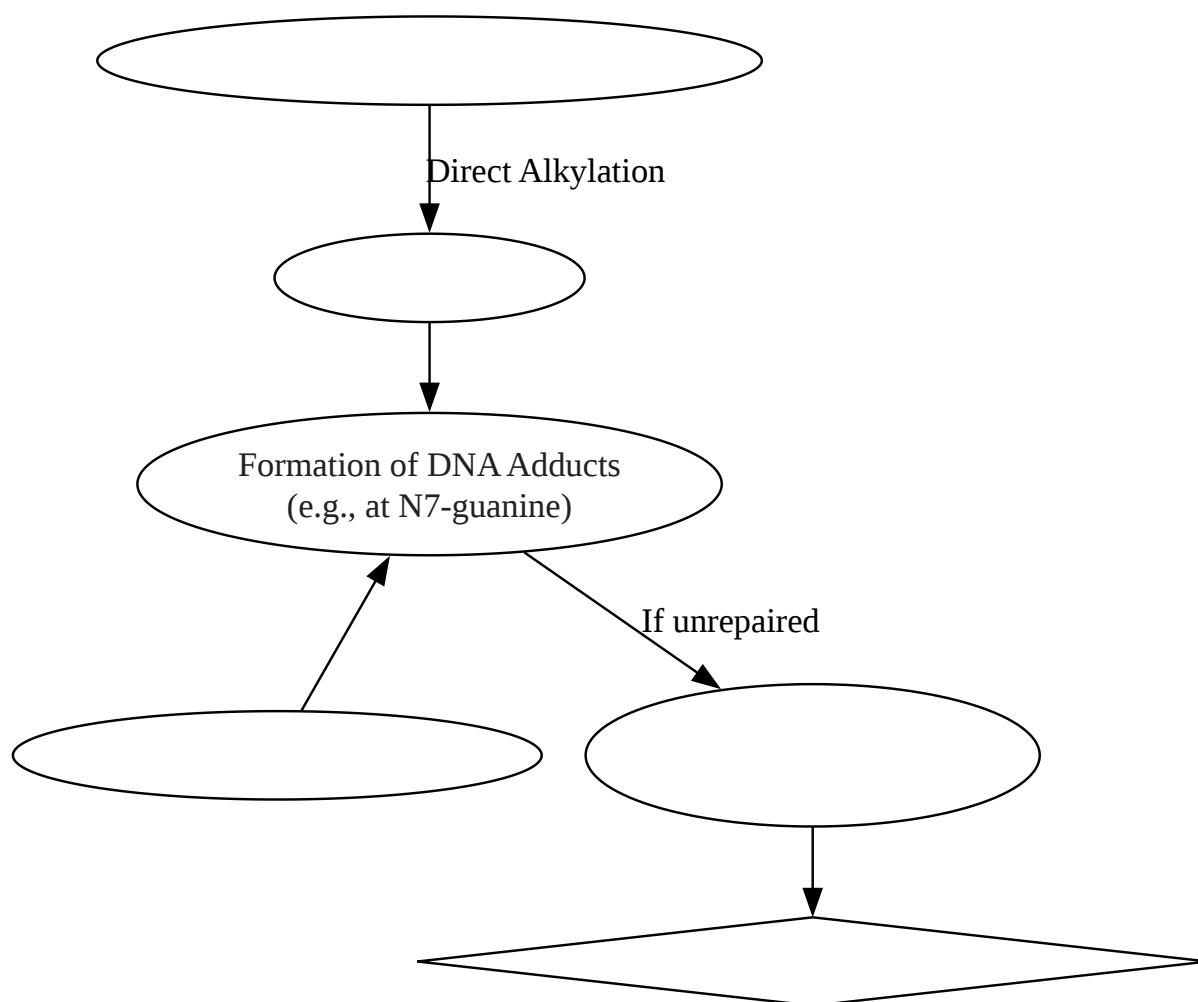 Direct Alkylation
Formation of DNA Adducts
(e.g., at N7-guanine)
If unrepaired